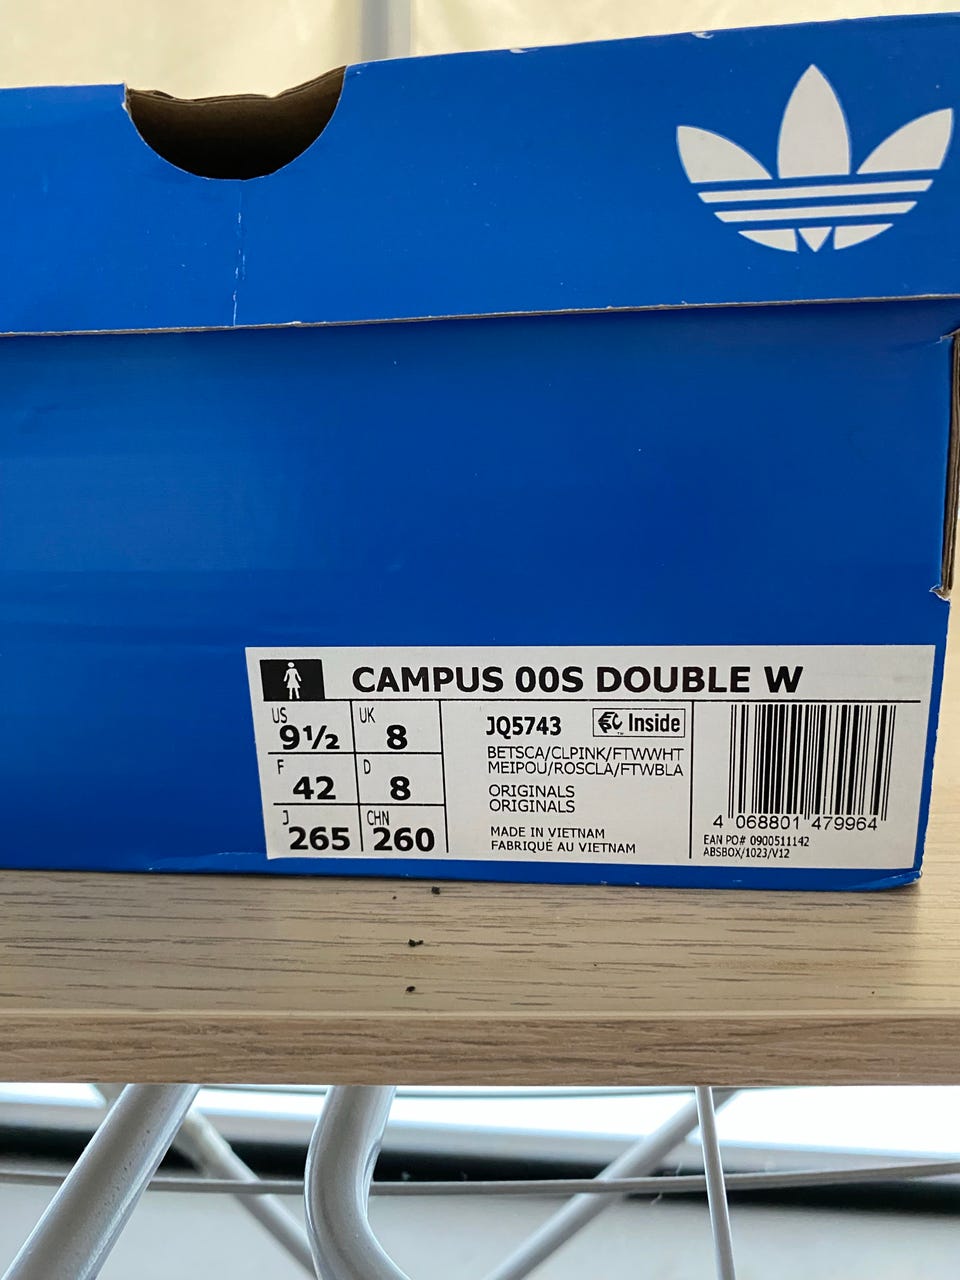 CAMPUS 00S DOUBLE W
US 9½ UK 8
F 42 D 8
J 265 CHN 260
JQ5743 Inside
BETSCA/CLPINK/FTWWHT
MEIPOU/ROSCLA/FTWBLA
ORIGINALS
ORIGINALS
MADE IN VIETNAM
FABRIQUÉ AU VIETNAM
4 068801 479964
EAN PO# 0900511142
ABSBOX/1023/V12